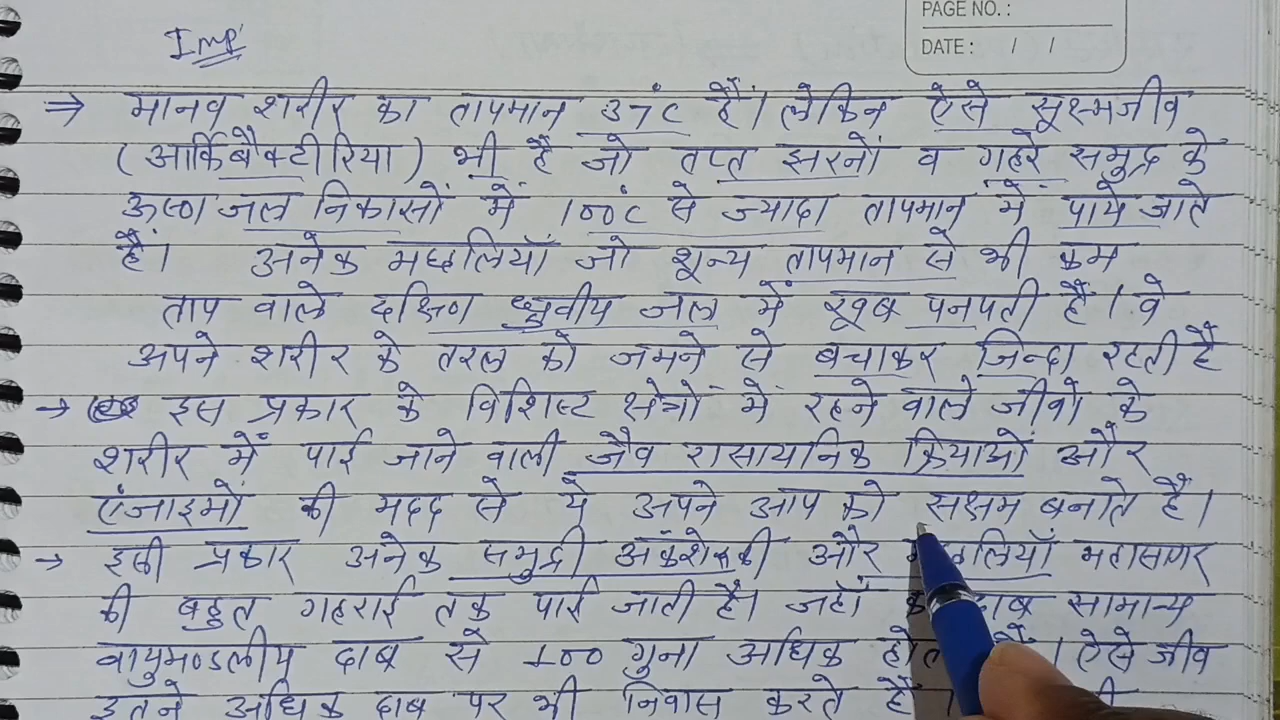 PAGE NO. :
DATE : / /
Imp
→ मानव शरीर का तापमान 37°C हैं। लेकिन ऐसे सूक्ष्मजीव
(आर्किबैक्टीरिया) भी है जो तप्त झरनों व गहरे समुद्र के
ऊष्ण जल निकासों में 100°C से ज्यादा तापमान में पाये जाते
हैं। अनेक मछलियाँ जो शून्य तापमान से भी कम
ताप वाले दक्षिण ध्रुवीय जल में खूब पनपती है। वे
अपने शरीर के तरल को जमने से बचाकर जिन्दा रहती हैं
→ इस प्रकार के विशिष्ट क्षेत्रों में रहने वाले जीवों के
शरीर में पाई जाने वाली जैव रासायनिक क्रियाओं और
एंजाइमों की मदद से ये अपने आप को सक्षम बनाते हैं।
→ इसी प्रकार अनेक समुद्री अकशेरूकी और महासागर
की बहुत गहराई तक पाई जाती है। जहाँ सामान्य
वायुमण्डलीय दाब से 100 गुना अधिक ऐसे जीव
इतने अधिक दाब पर भी निवास करते हैं।